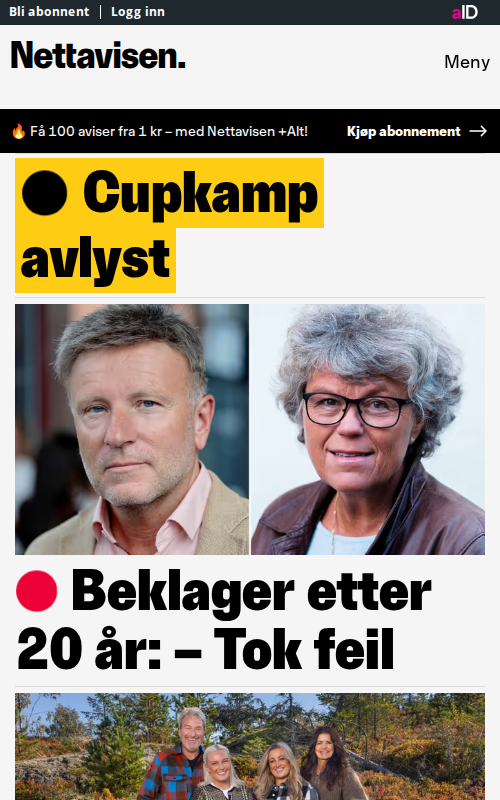 Bli abonnent | Logg inn
aID
Nettavisen.
Meny
🔥 Få 100 aviser fra 1 kr – med Nettavisen +Alt!
Kjøp abonnement →
Cupkamp
avlyst
Beklager etter
20 år: – Tok feil